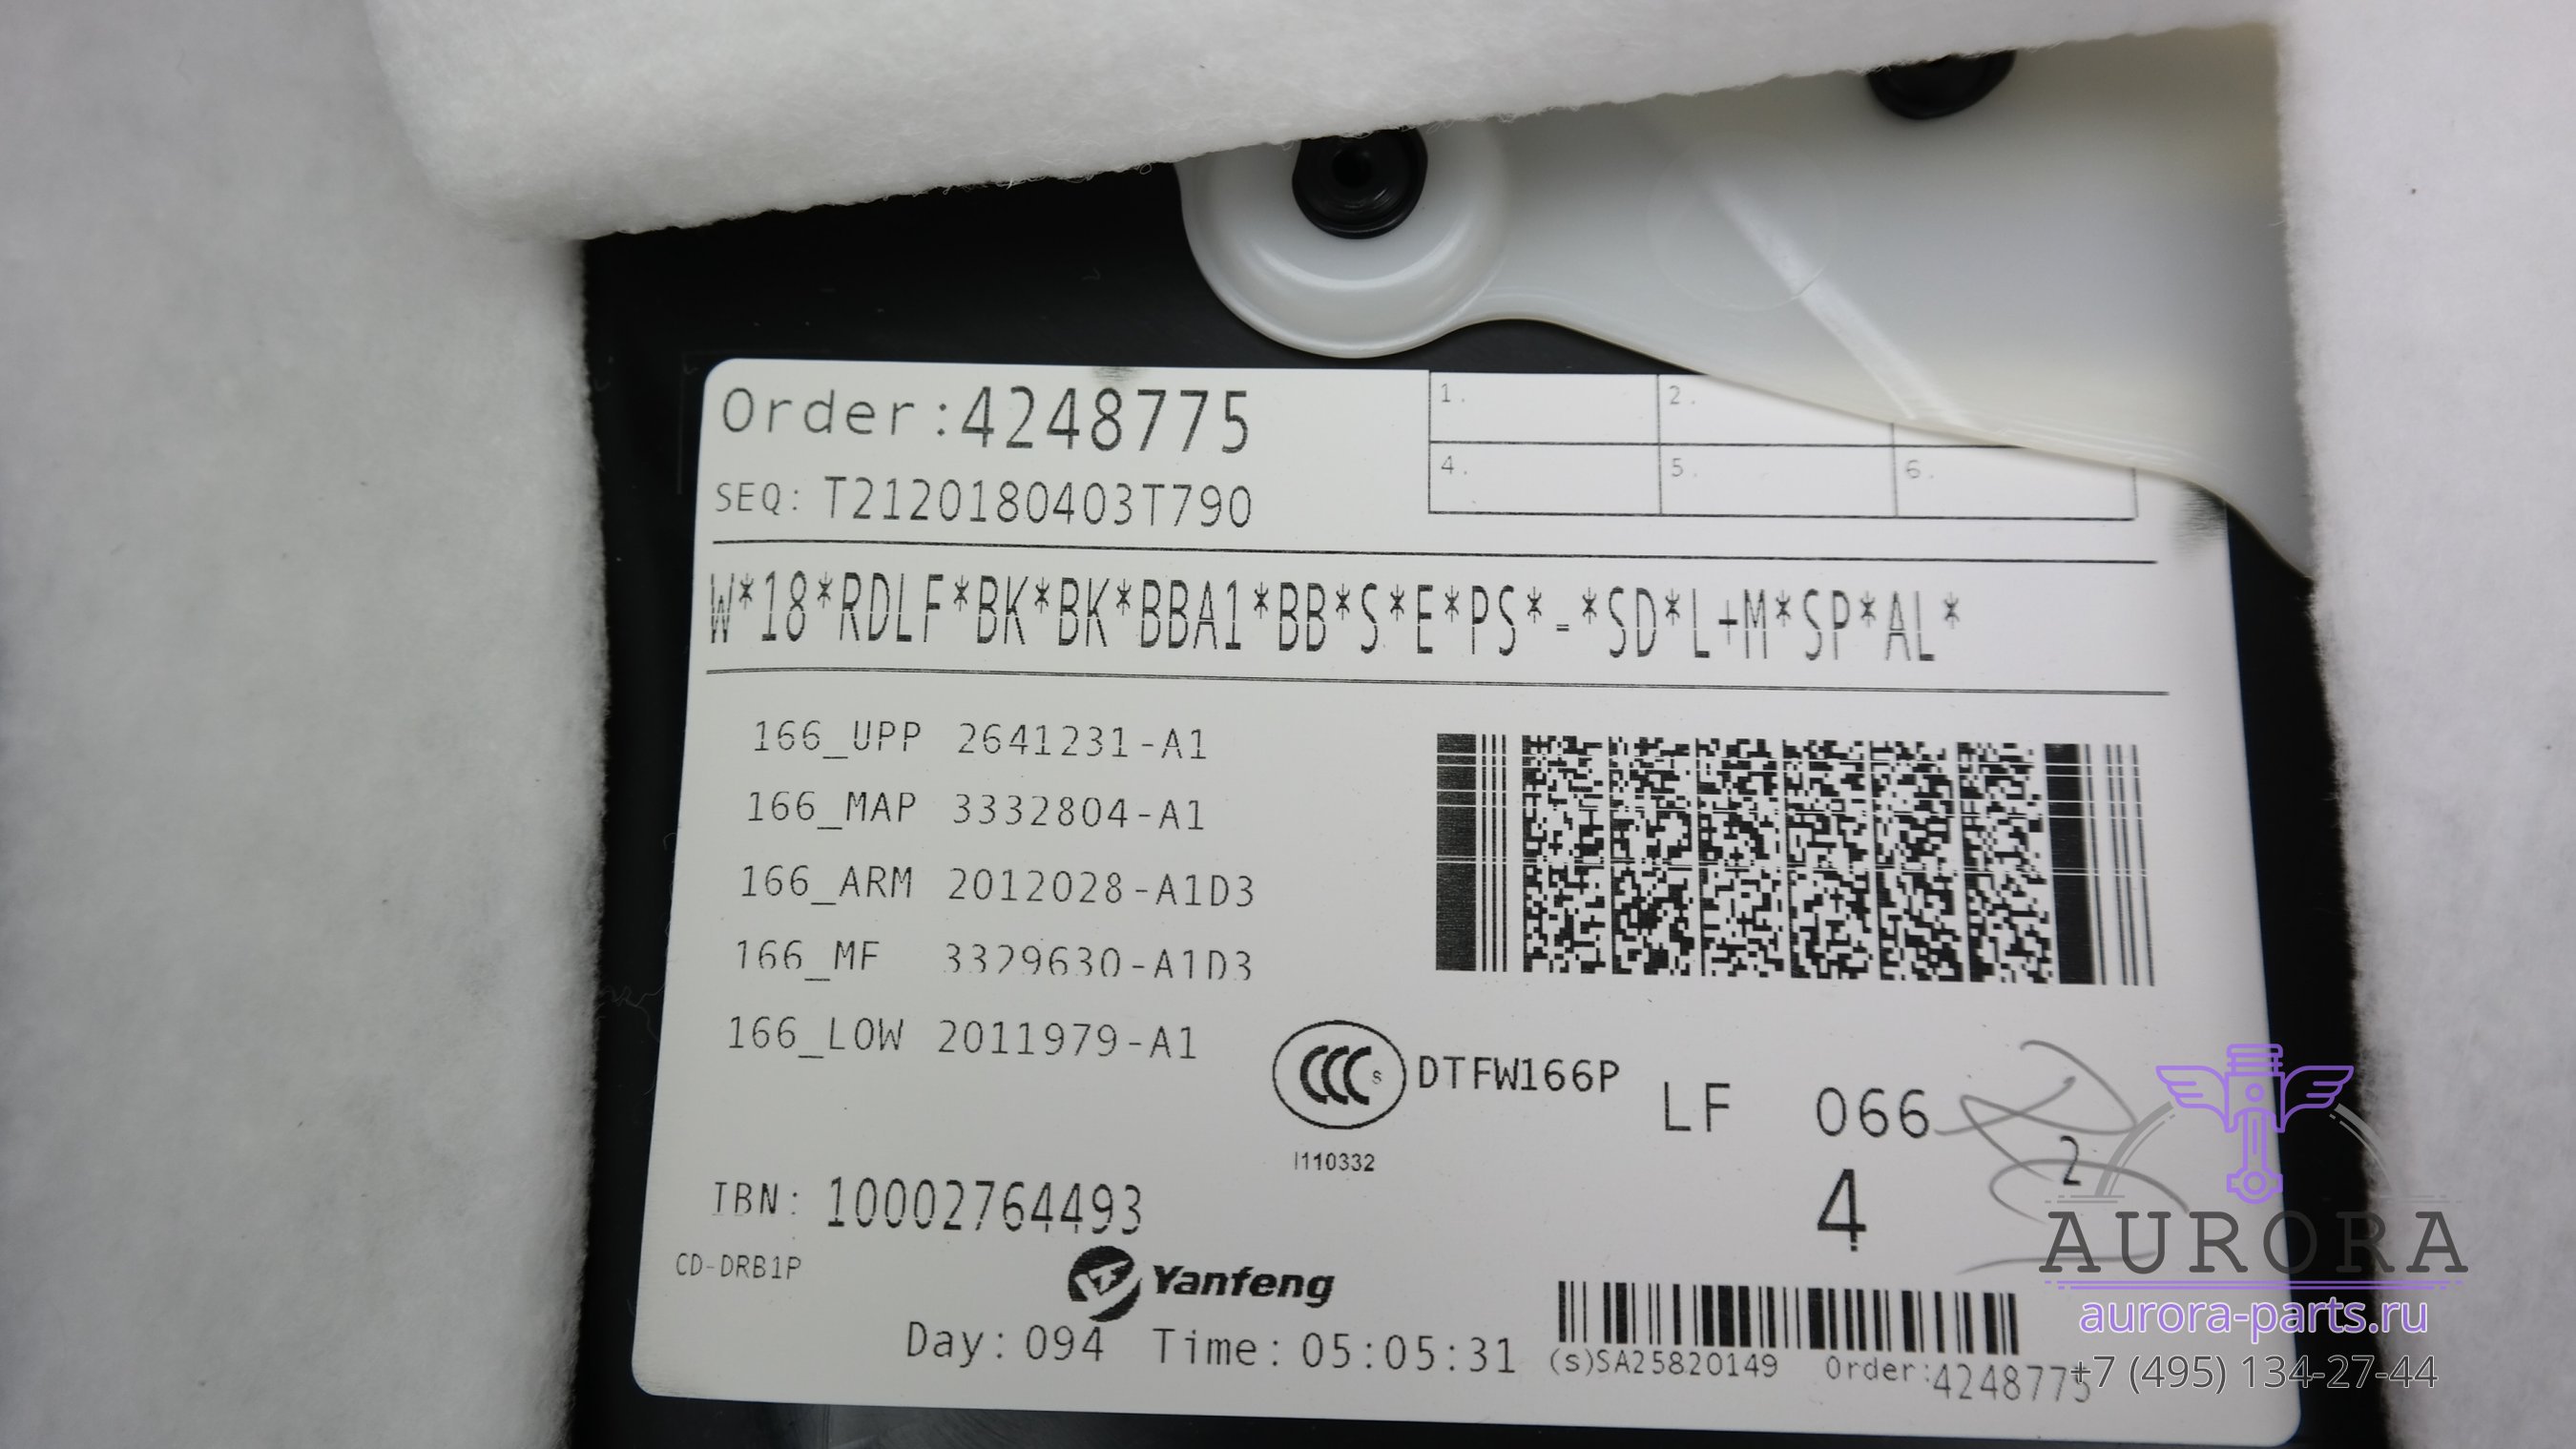 Order:4248775
1.
2.
SEQ: T2120180403T790
4.
5.
6.
W*18*RDLF*BK*BK*BBA1*BB*S*E*PS*-*SD*L+M*SP*AL*
166_UPP 2641231-A1
166_MAP 3332804-A1
166_ARM 2012028-A1D3
166_MF 3329630-A1D3
166_LOW 2011979-A1
CCC S
DTFW166P
LF 066
I110332
2
4
TBN: 10002764493
CD-DRB1P
Yanfeng
Day:094 Time:05:05:31
(s)SA25820149 Order:4248775
AURORA
aurora-parts.ru
+7 (495) 134-27-44